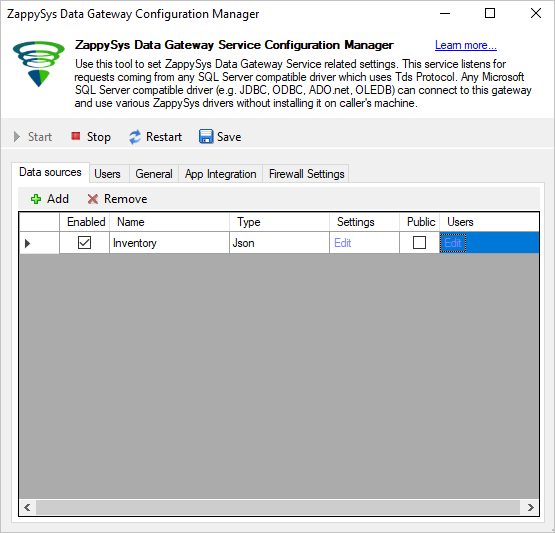 ZappySys Data Gateway Configuration Manager
ZappySys Data Gateway Service Configuration Manager Learn more...
Use this tool to set ZappySys Data Gateway Service related settings. This service listens for
requests coming from any SQL Server compatible driver which uses Tds Protocol. Any Microsoft
SQL Server compatible driver (e.g. JDBC, ODBC, ADO.net, OLEDB) can connect to this gateway
and use various ZappySys drivers without installing it on caller's machine.
Start Stop Restart Save
Data sources Users General App Integration Firewall Settings
Add Remove
Enabled Name Type Settings Public Users
Inventory Json Edit Edit